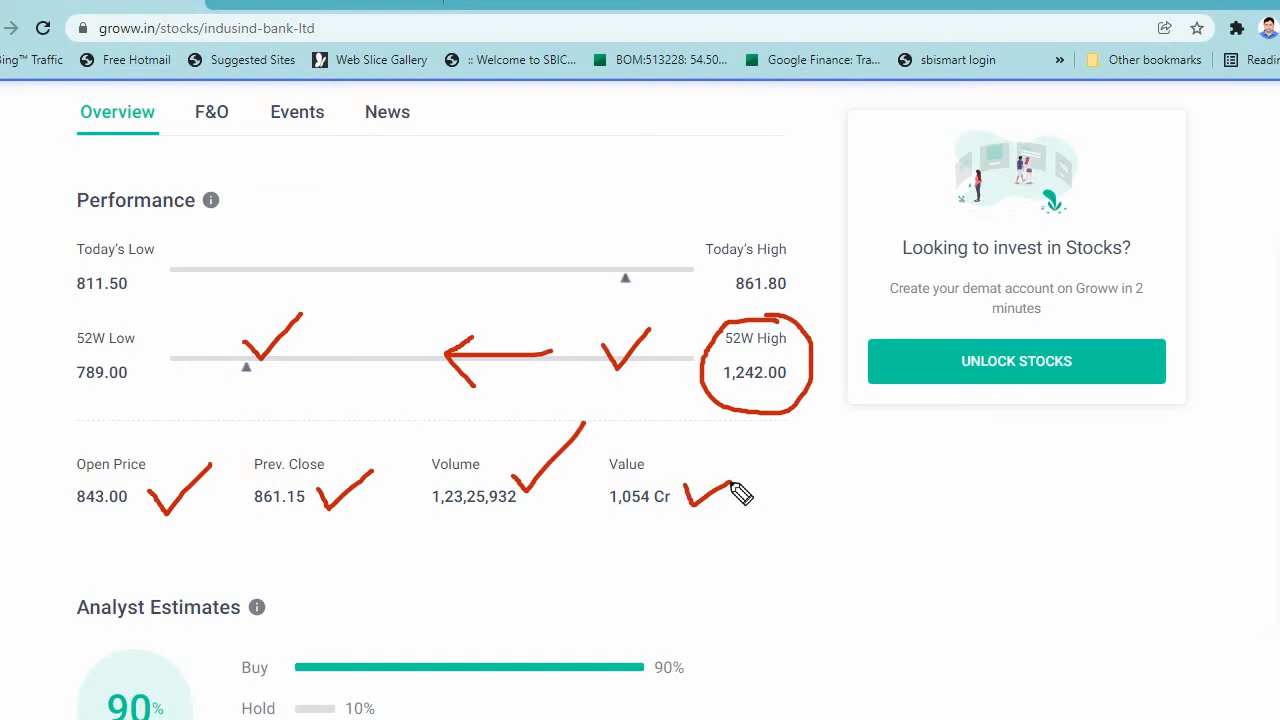 groww.in/stocks/indusind-bank-ltd
ing™ Traffic Free Hotmail Suggested Sites Web Slice Gallery :: Welcome to SBIC... BOM:513228: 54.50... Google Finance: Tra... sbismart login » Other bookmarks Readin
Overview F&O Events News
Performance
Today's Low Today's High
811.50 861.80
52W Low 52W High
789.00 1,242.00
Open Price Prev. Close Volume Value
843.00 861.15 1,23,25,932 1,054 Cr
Analyst Estimates
90%
Buy 90%
Hold 10%
Looking to invest in Stocks?
Create your demat account on Groww in 2
minutes
UNLOCK STOCKS